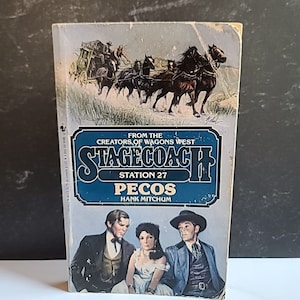 FROM THE
CREATORS OF WAGONS WEST
STAGECOACH
STATION 27
PECOS
HANK MITCHUM